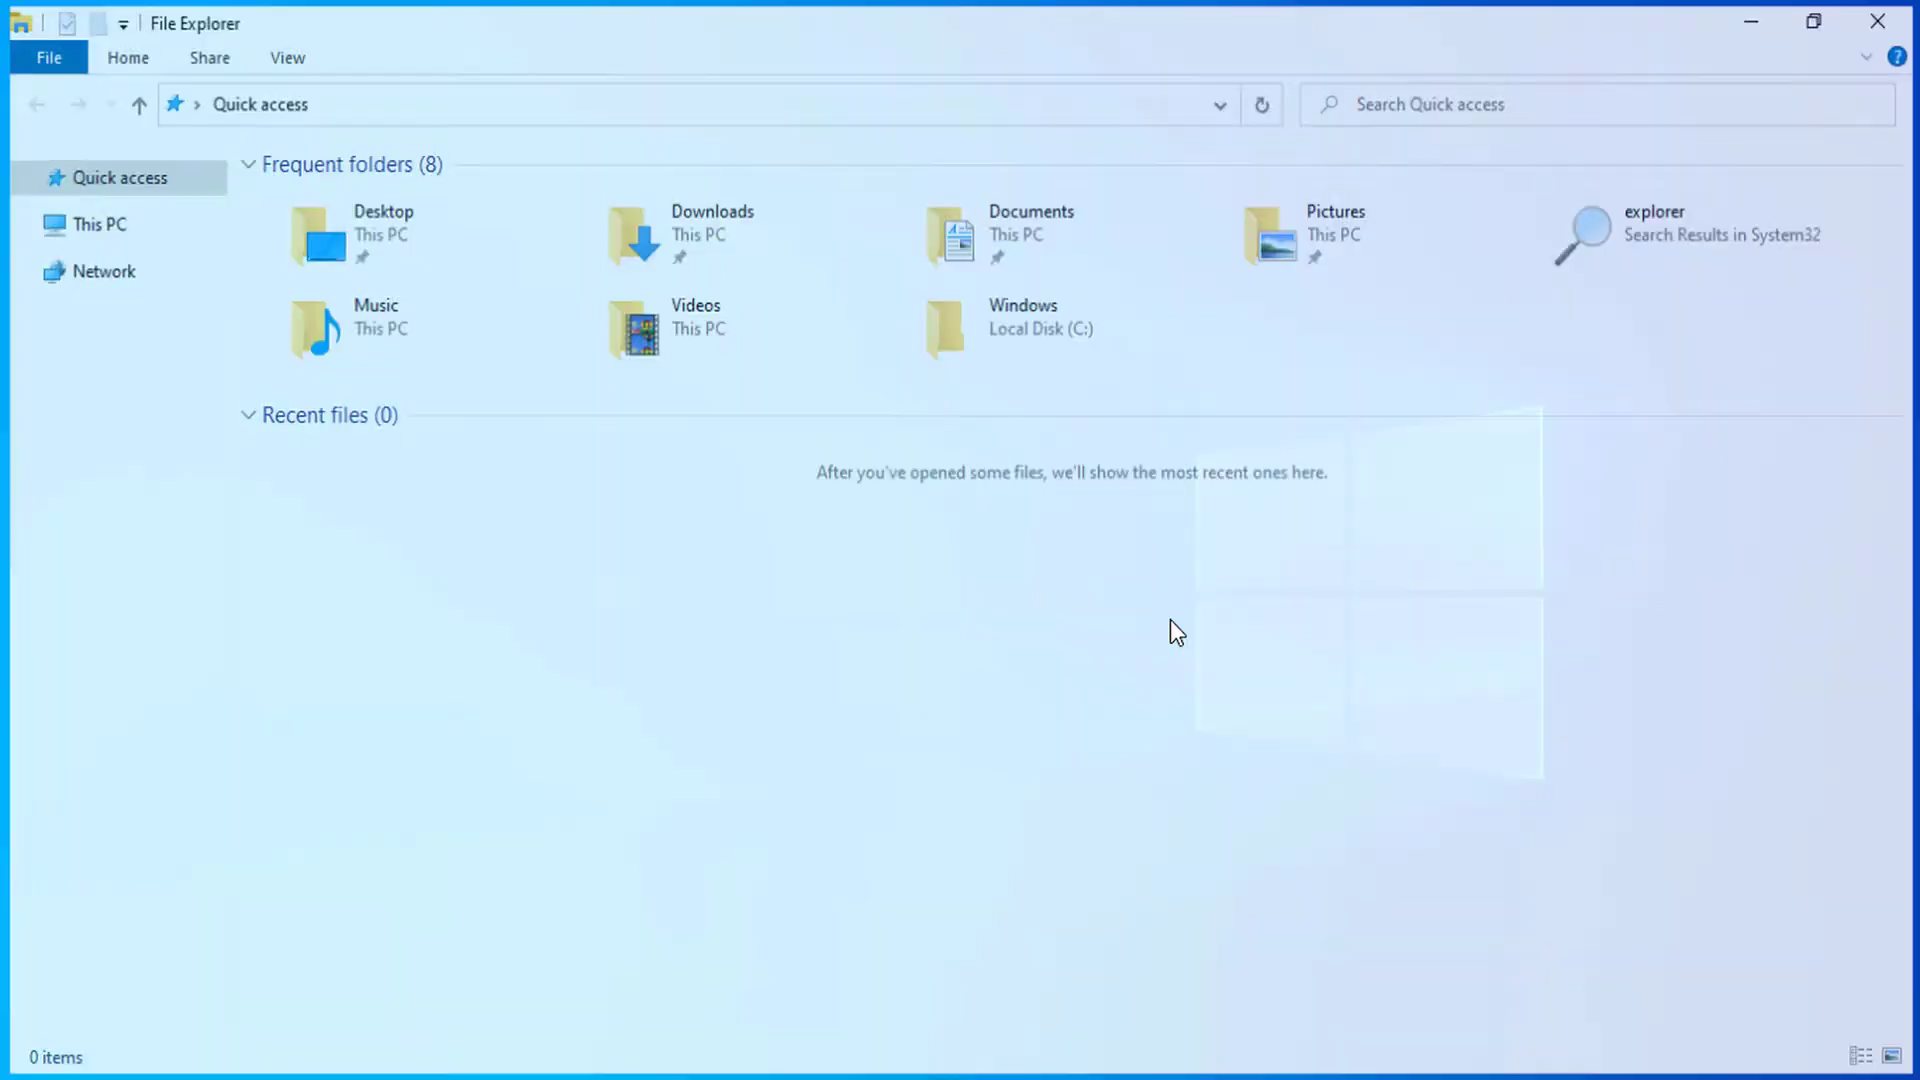 File Explorer
File Home Share View
?
Quick access
Search Quick access
Quick access
This PC
Network
Frequent folders (8)
Desktop
This PC
Downloads
This PC
Documents
This PC
Pictures
This PC
explorer
Search Results in System32
Music
This PC
Videos
This PC
Windows
Local Disk (C:)
Recent files (0)
After you've opened some files, we'll show the most recent ones here.
0 items